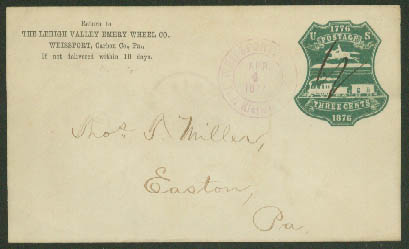 Return to
THE LEHIGH VALLEY EMERY WHEEL CO.
WEISSPORT, Carbon Co., Pa.,
If not delivered within 10 days.
APR
1776
U POSTAGE S
THREE CENTS
1876
Thos. P. Miller,
Easton,
Pa.